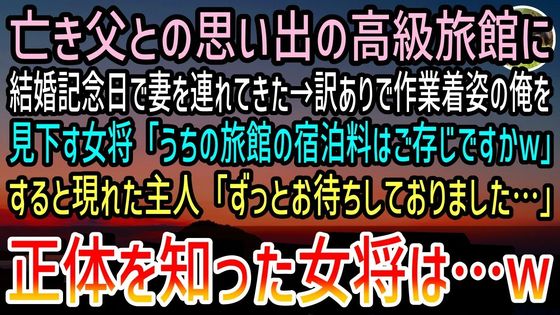 亡き父との思い出の高級旅館に
結婚記念日で妻を連れてきた→訳ありで作業着姿の俺を
見下す女将「うちの旅館の宿泊料はご存じですかw」
すると現れた主人「ずっとお待ちしておりました…」
正体を知った女将は…w